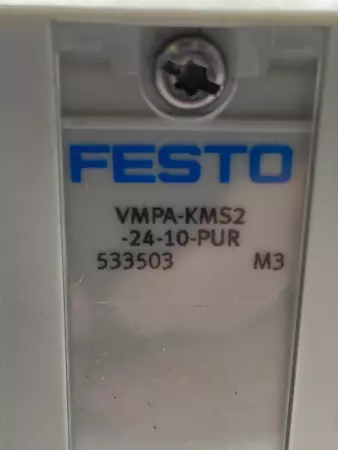 FESTO
VMPA-KMS2
-24-10-PUR
533503 M3